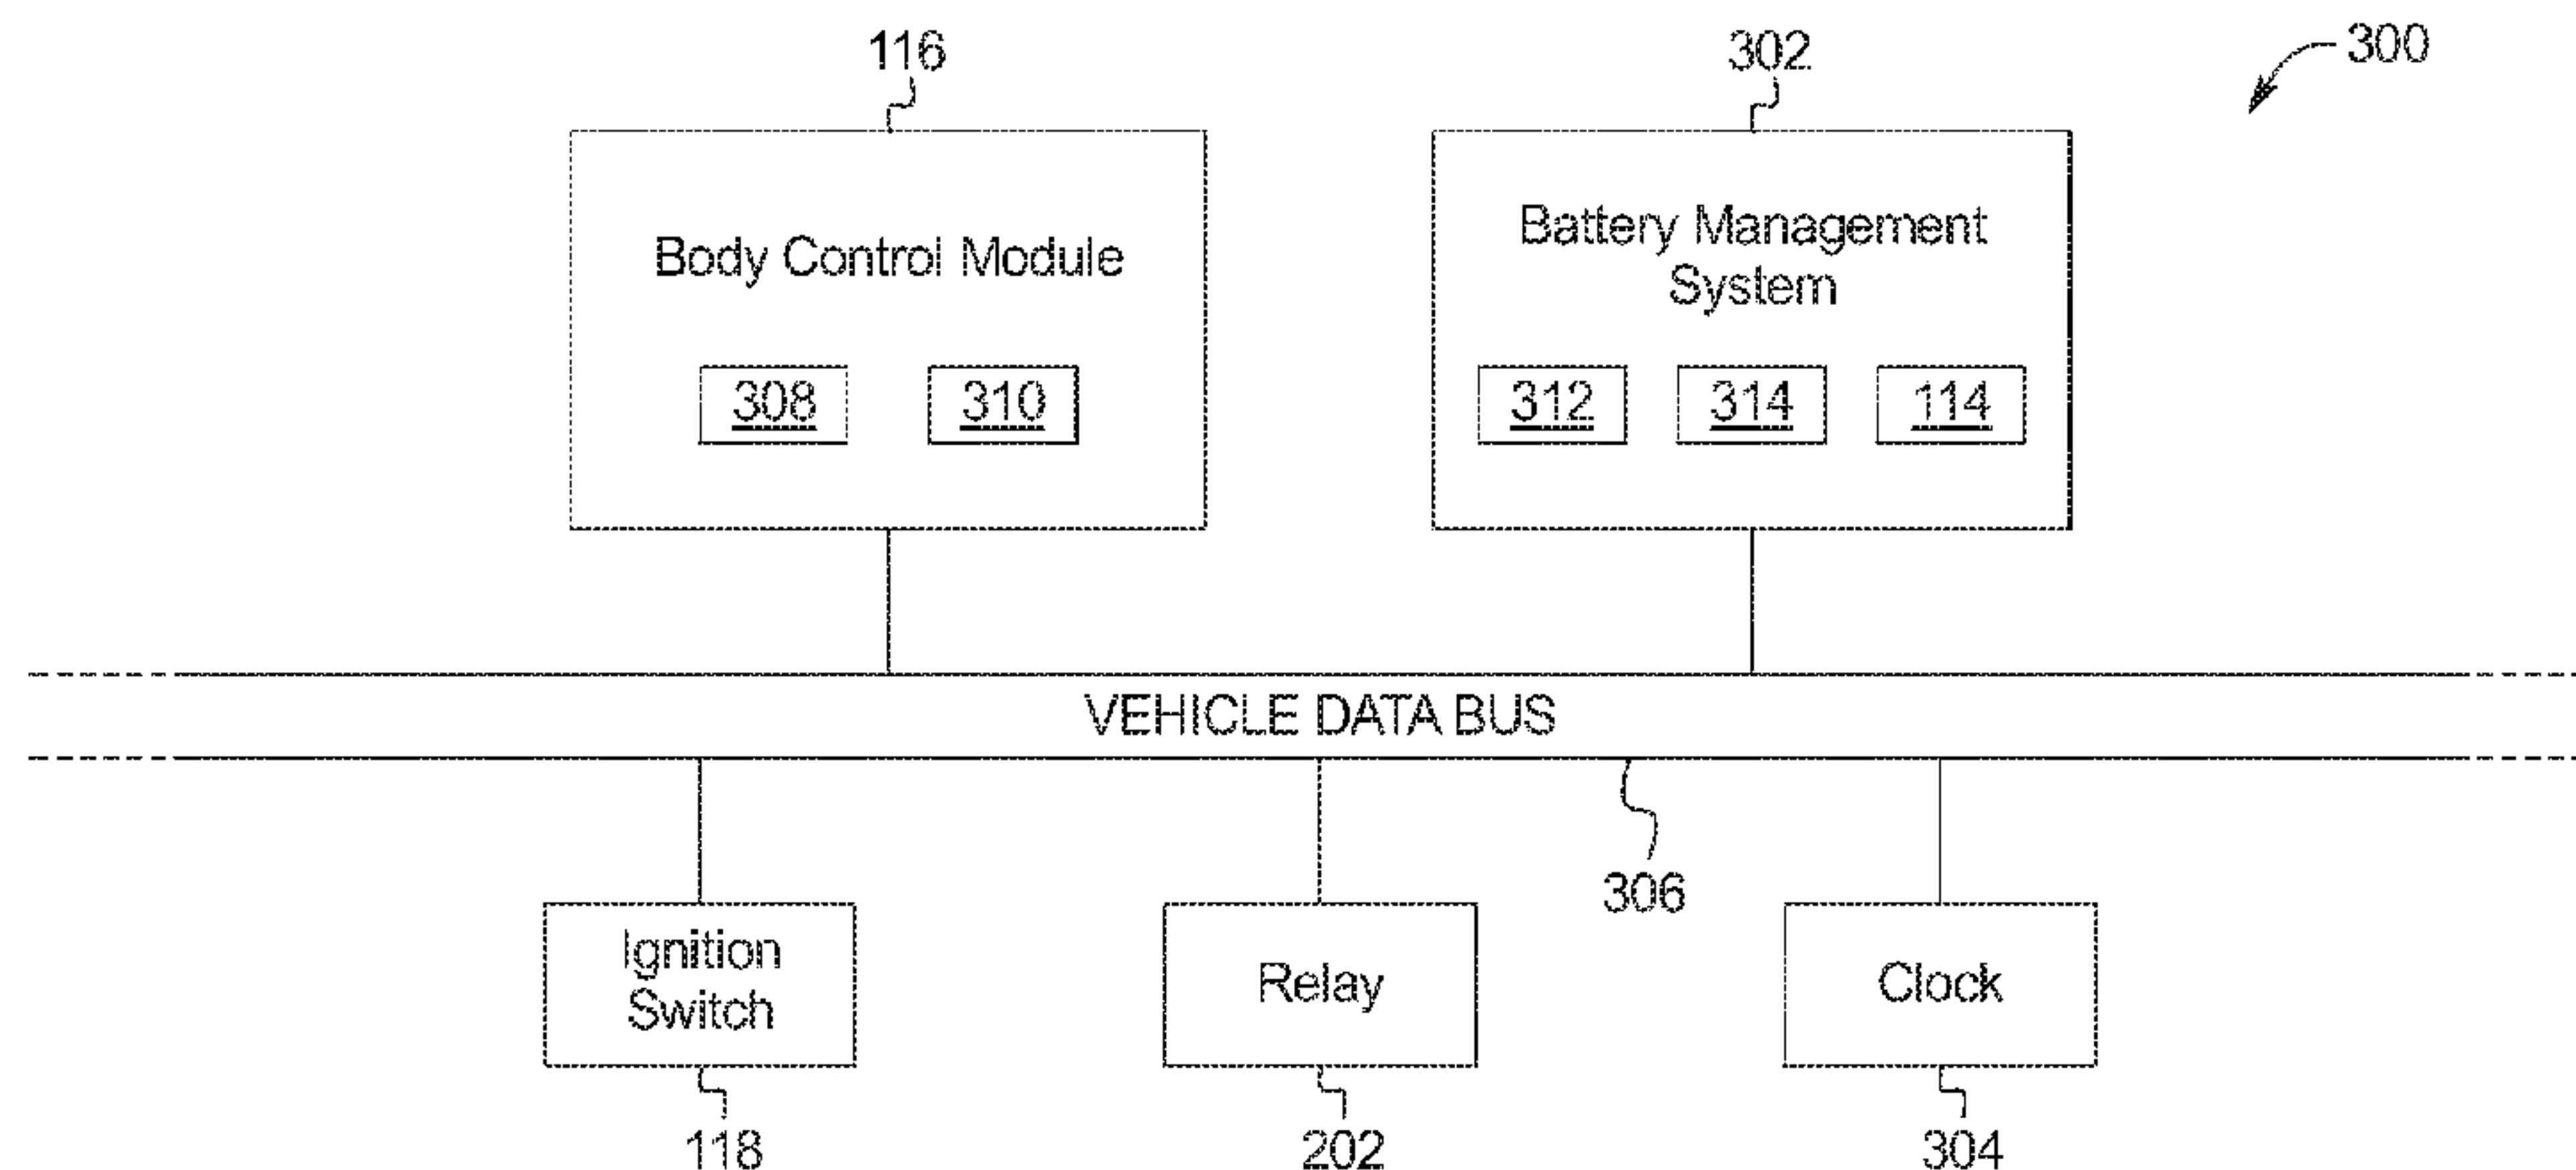 116
302
300
Body Control Module
308
310
Battery Management
System
312
314
114
VEHICLE DATA BUS
306
Ignition
Switch
Relay
Clock
118
202
304